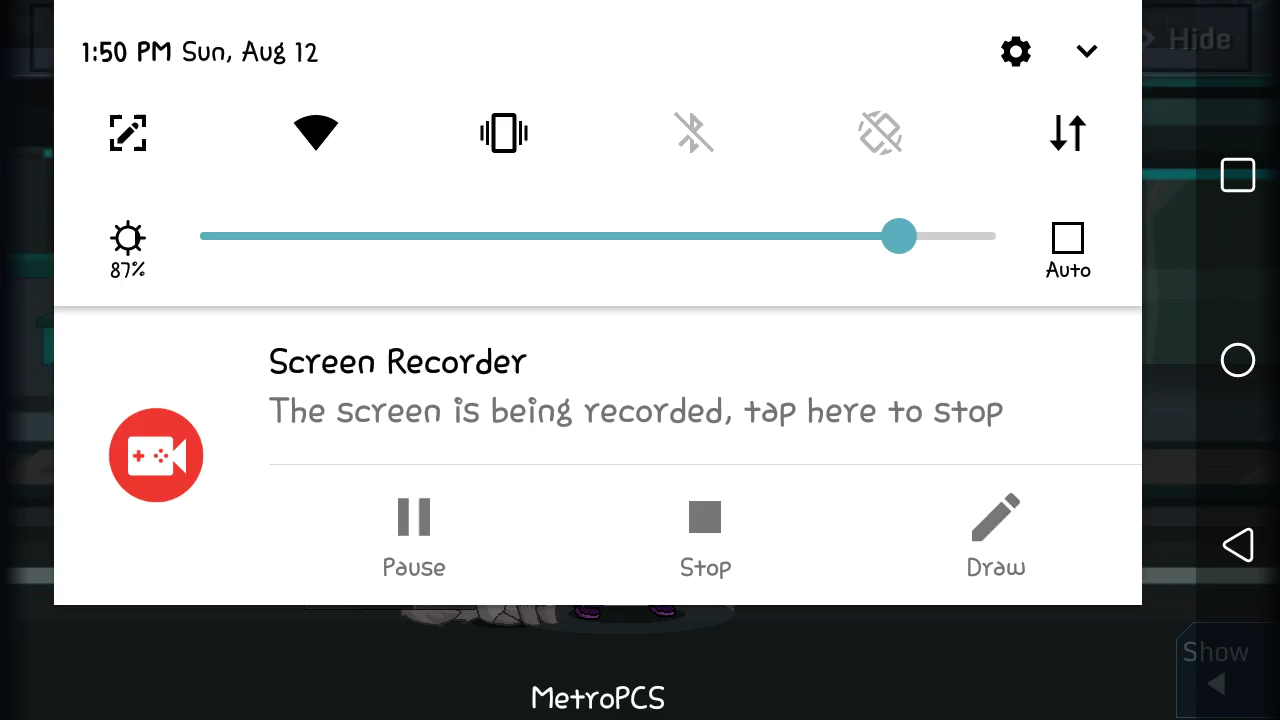 1:50 PM Sun, Aug 12
Hide
87%
Auto
Screen Recorder
The screen is being recorded, tap here to stop
Pause
Stop
Draw
Show
MetroPCS